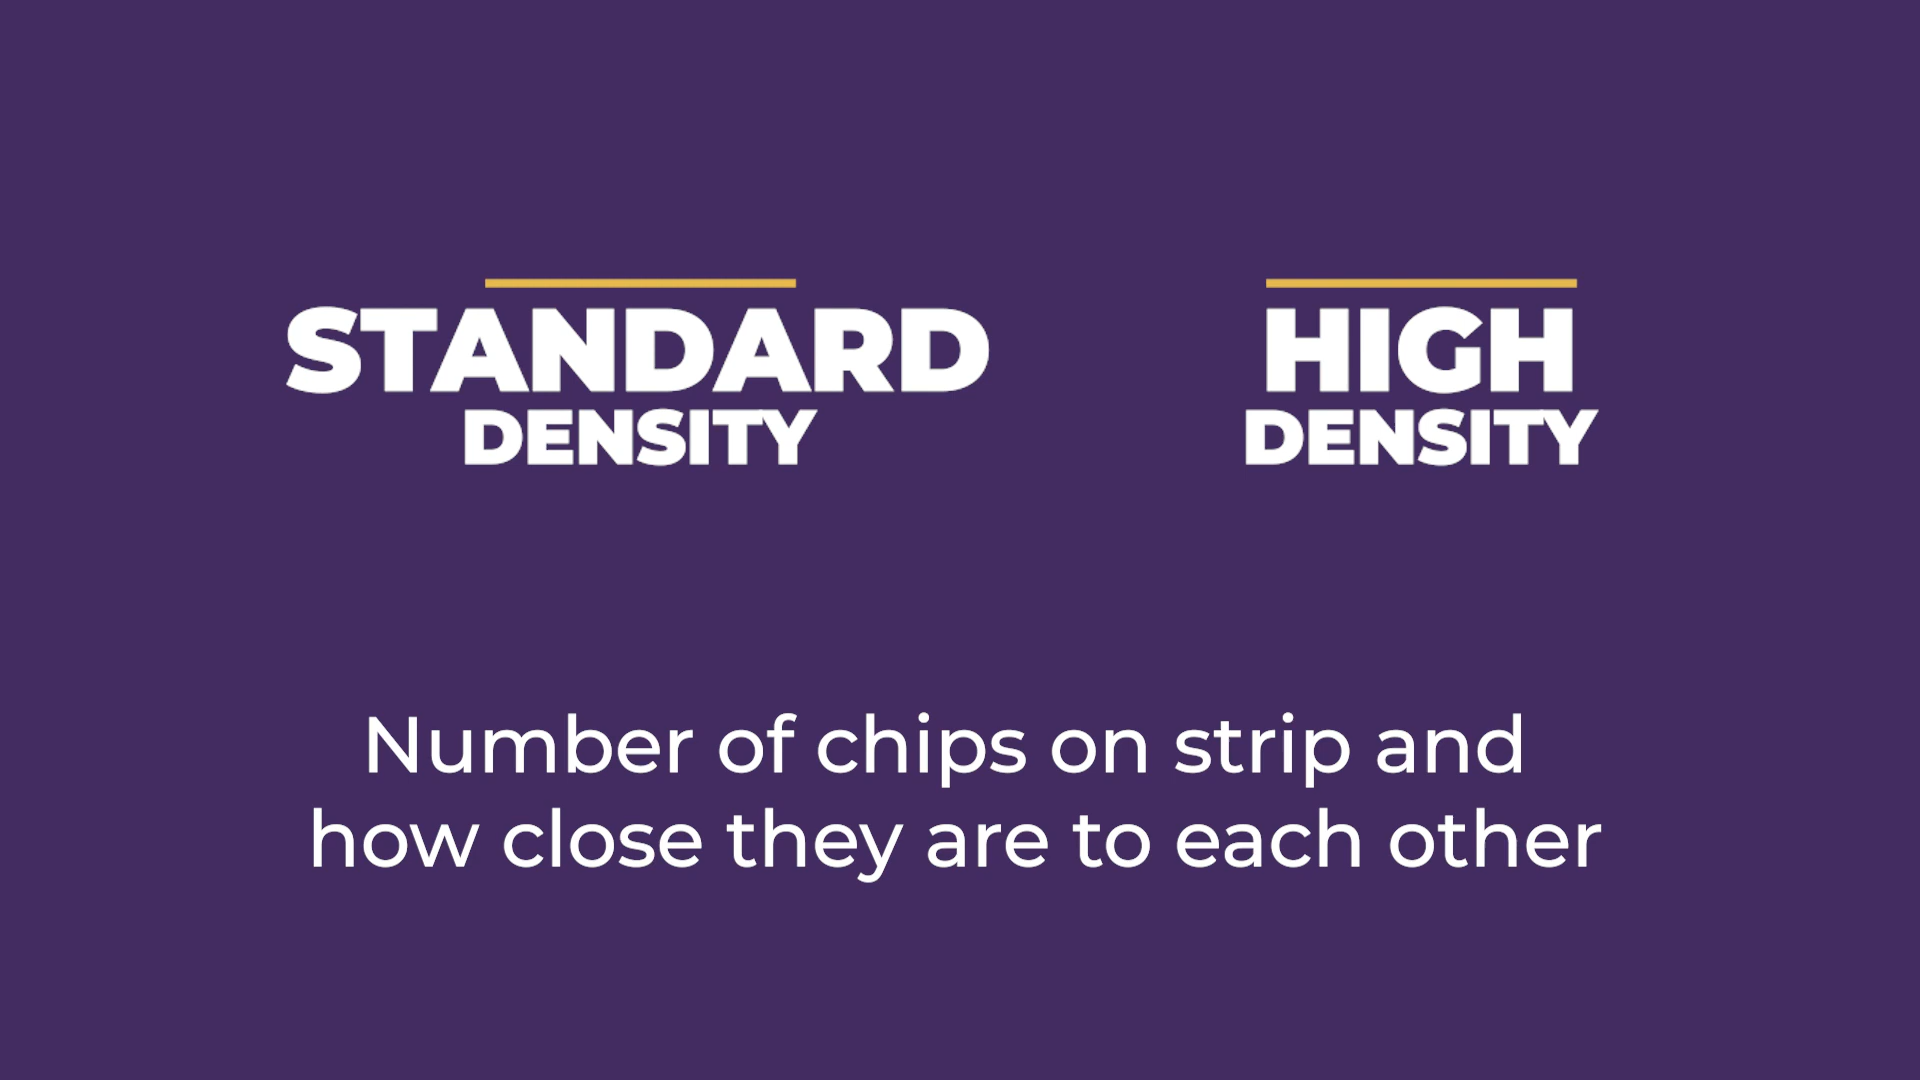 STANDARD
DENSITY
HIGH
DENSITY
Number of chips on strip and
how close they are to each other